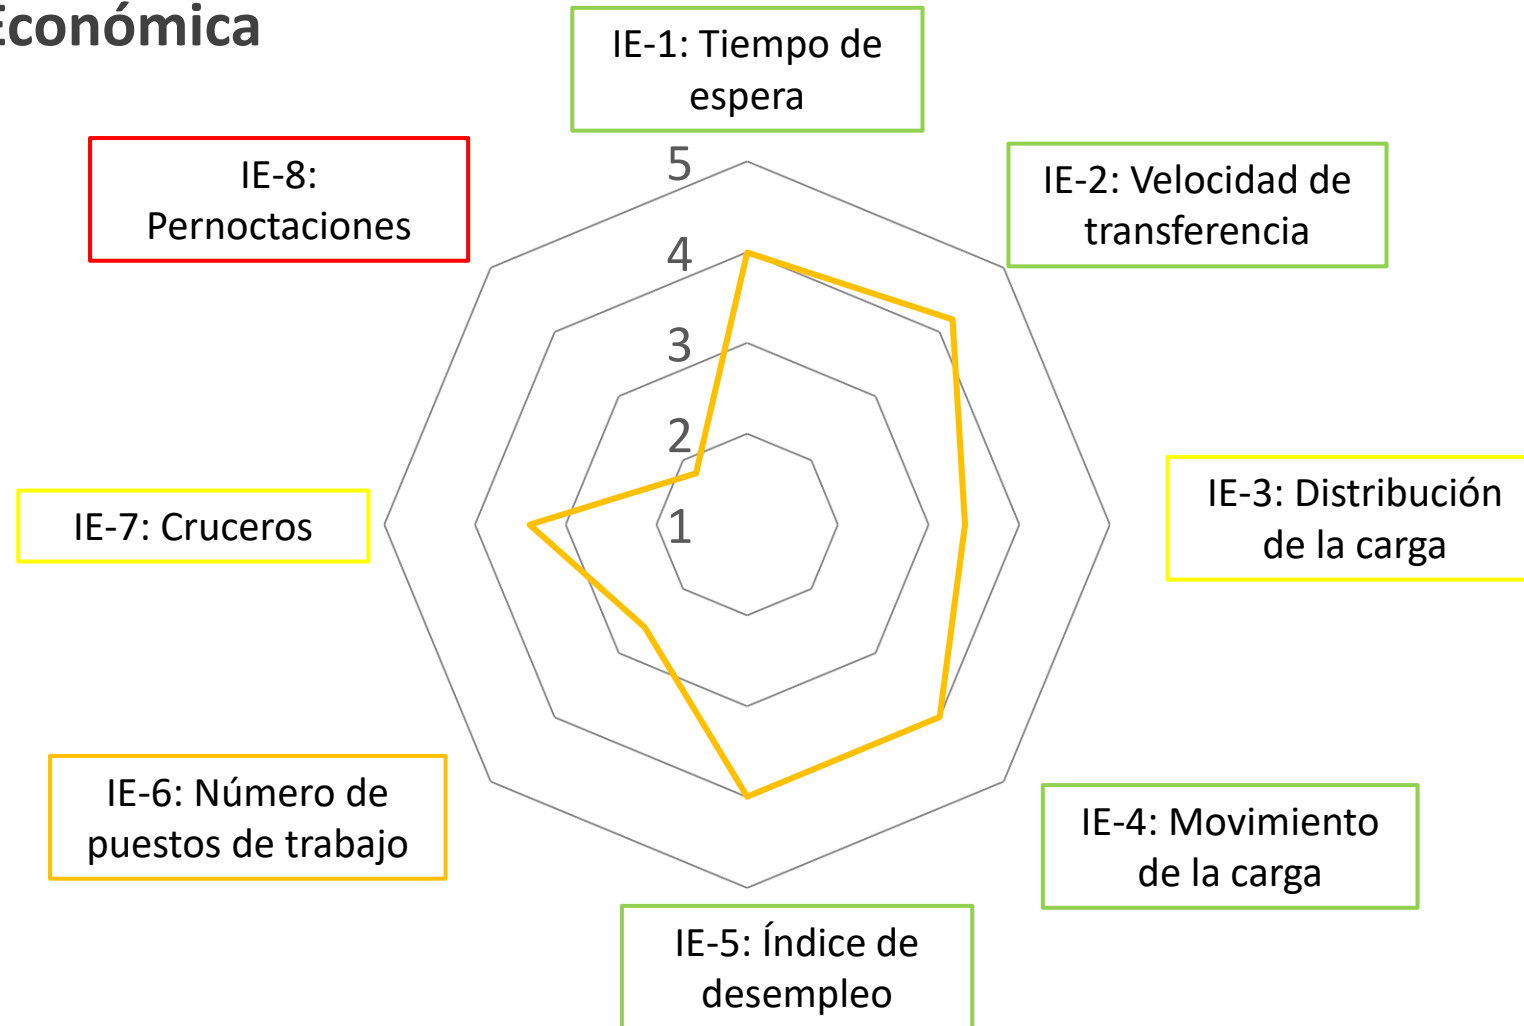 Económica
IE-1: Tiempo de
espera
IE-2: Velocidad de
transferencia
IE-3: Distribución
de la carga
IE-4: Movimiento
de la carga
IE-5: Índice de
desempleo
IE-6: Número de
puestos de trabajo
IE-7: Cruceros
IE-8:
Pernoctaciones
5
4
3
2
1